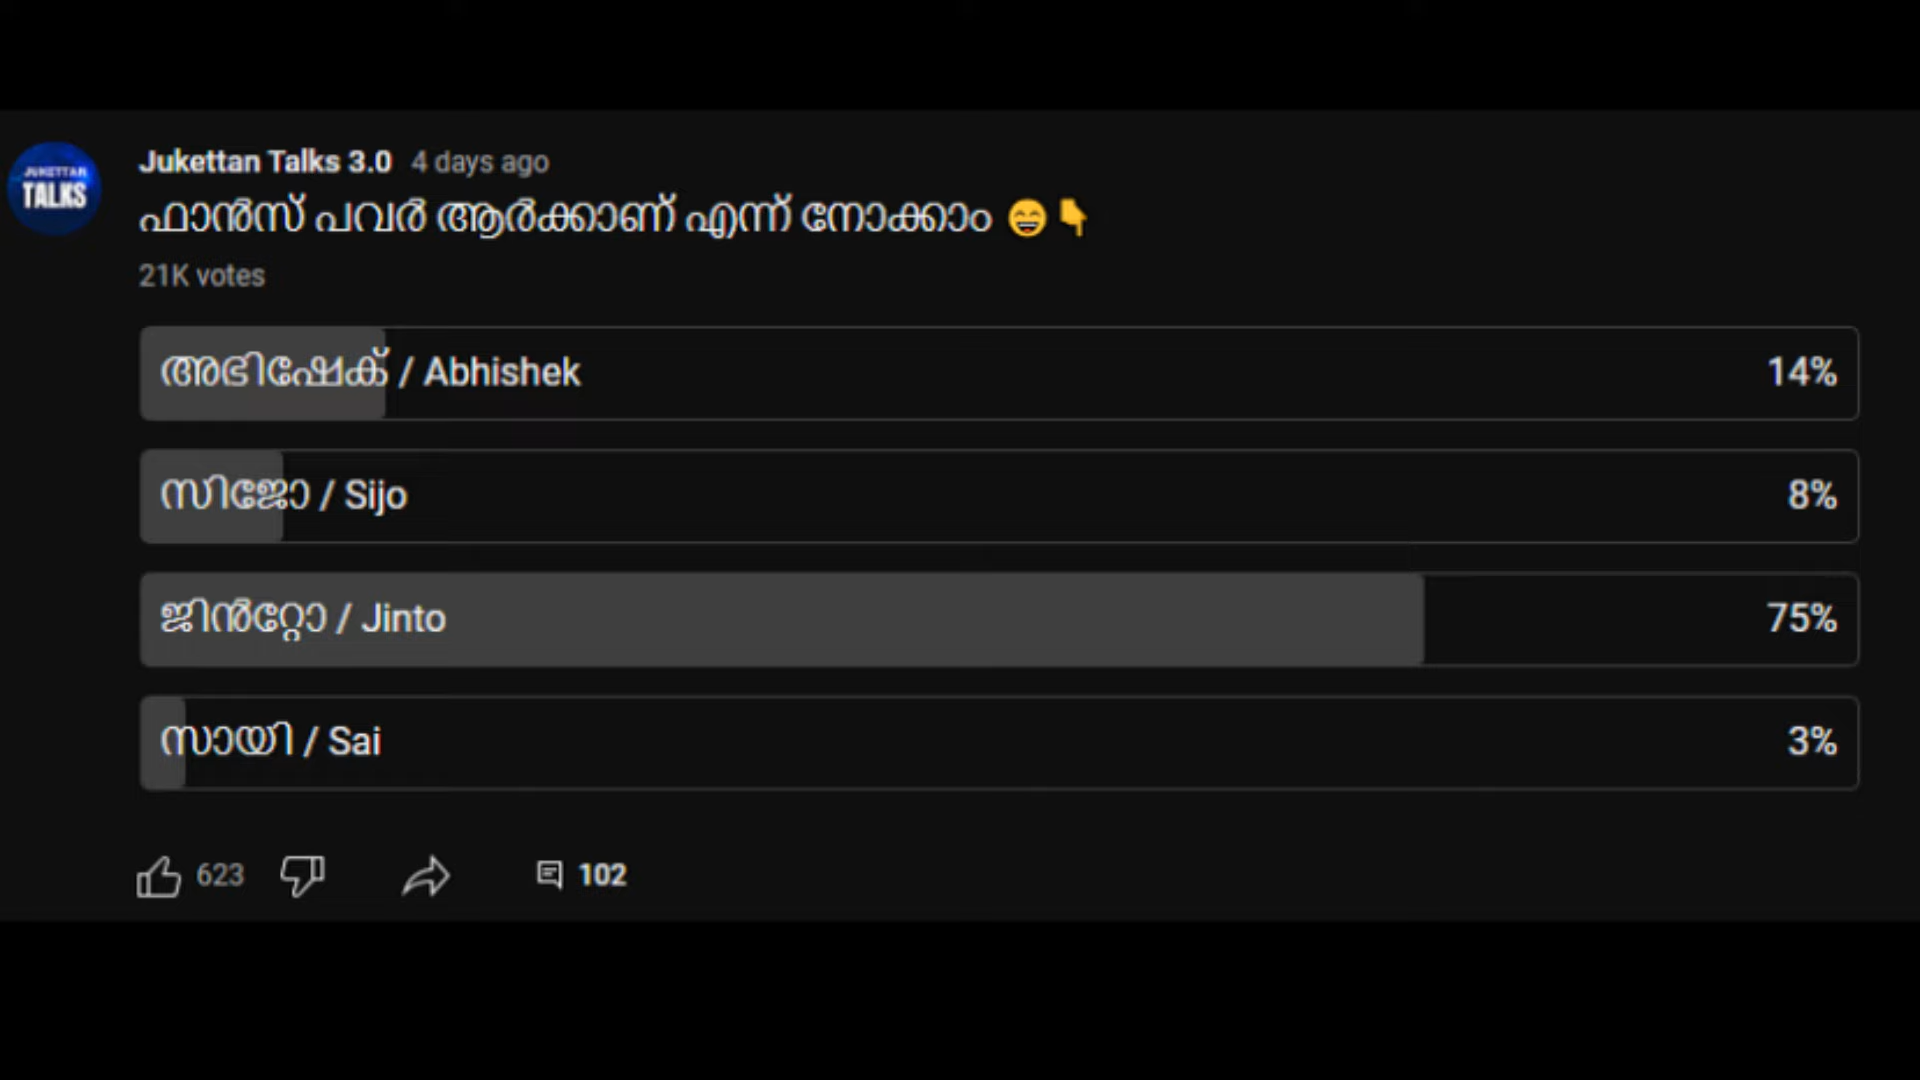 JUKETTAN
TALKS
Jukettan Talks 3.0 4 days ago
ഫാൻസ് പവർ ആർക്കാണ് എന്ന് നോക്കാം 😄👇
21K votes
അഭിഷേക് / Abhishek 14%
സിജോ / Sijo 8%
ജിൻറ്റോ / Jinto 75%
സായി / Sai 3%
623 102